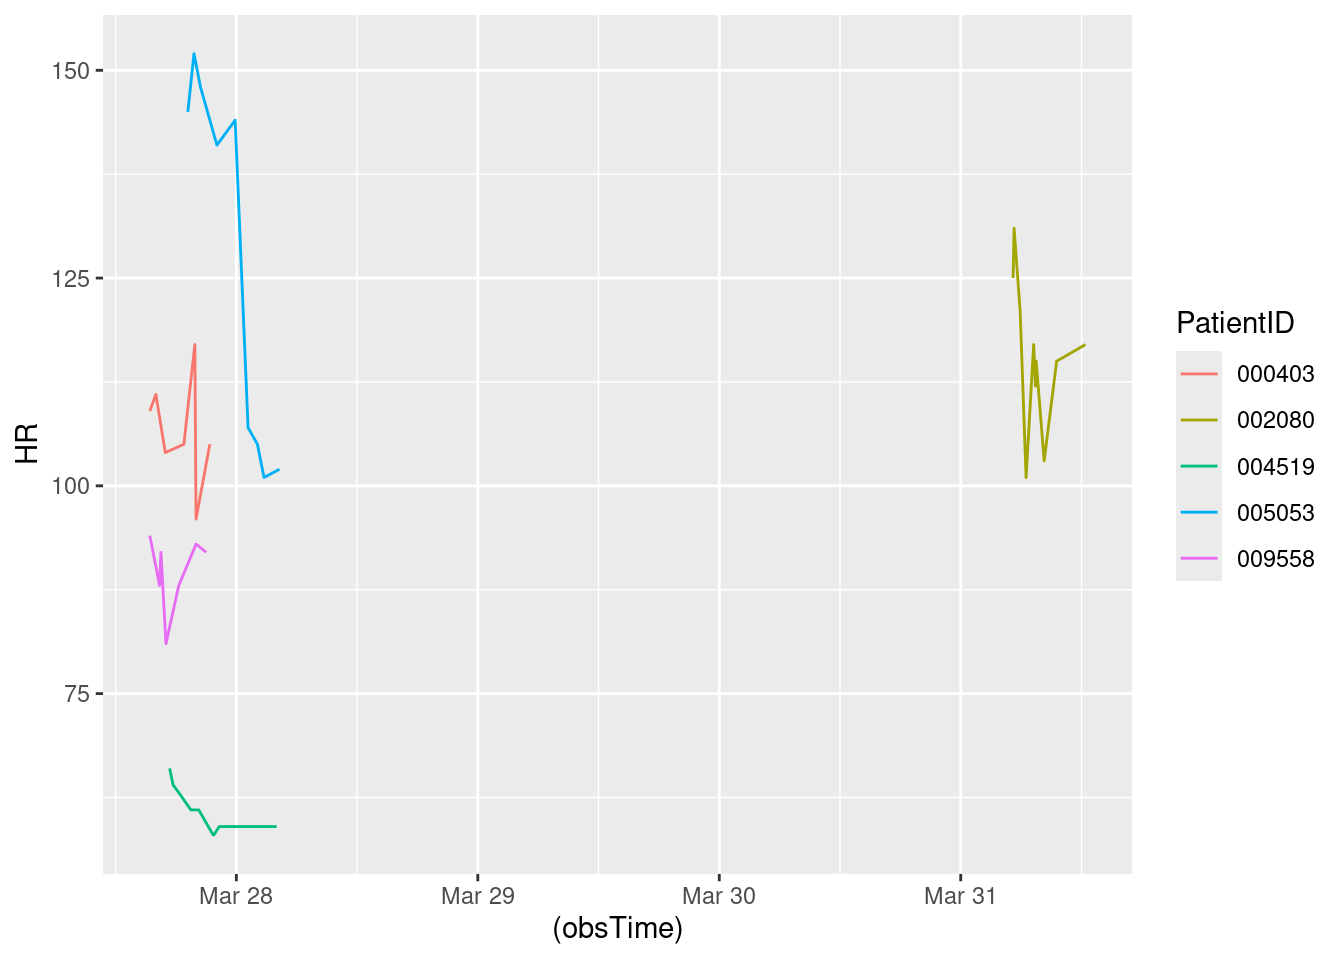 150
125
100
75
HR
Mar 28
Mar 29
Mar 30
Mar 31
(obsTime)
PatientID
000403
002080
004519
005053
009558